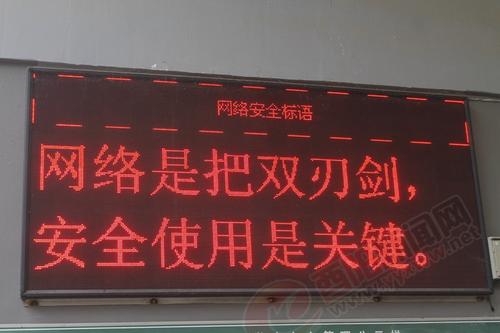 网络安全标语
网络是把双刃剑，
安全使用是关键。